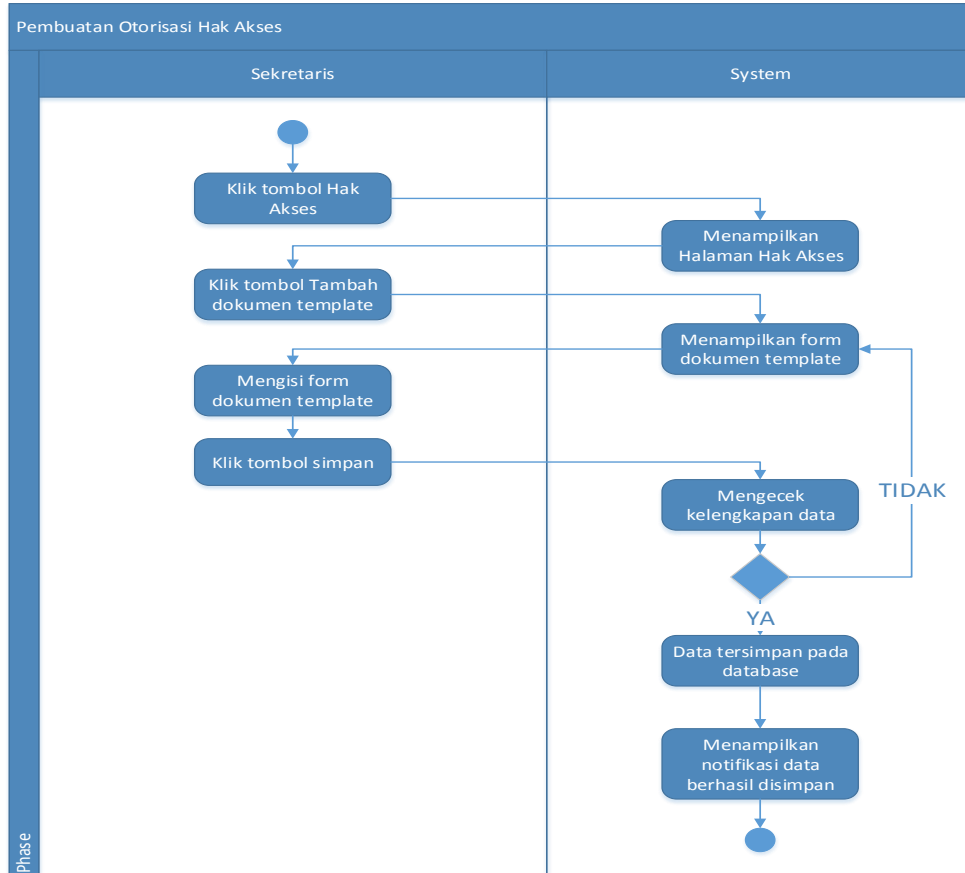 Pembuatan Otorisasi Hak Akses
Sekretaris
System
Klik tombol Hak
Akses
Menampilkan
Halaman Hak Akses
Klik tombol Tambah
dokumen template
Menampilkan form
dokumen template
Mengisi form
dokumen template
Klik tombol simpan
Mengecek
kelengkapan data
TIDAK
YA
Data tersimpan pada
database
Menampilkan
notifikasi data
berhasil disimpan
Phase